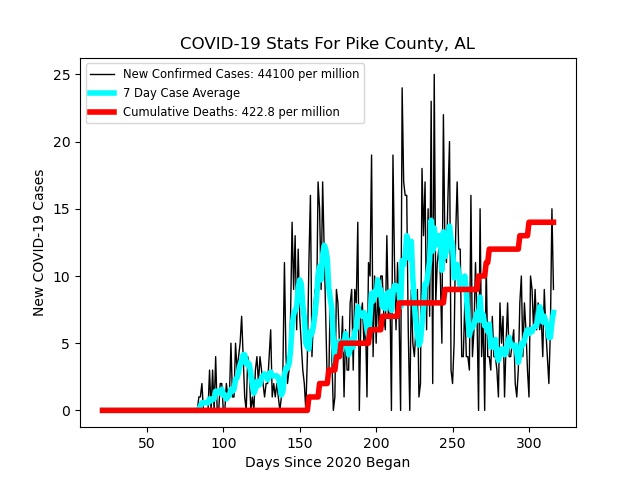 COVID-19 Stats For Pike County, AL
New Confirmed Cases: 44100 per million
7 Day Case Average
Cumulative Deaths: 422.8 per million
New COVID-19 Cases
25
20
15
10
5
0
50 100 150 200 250 300
Days Since 2020 Began